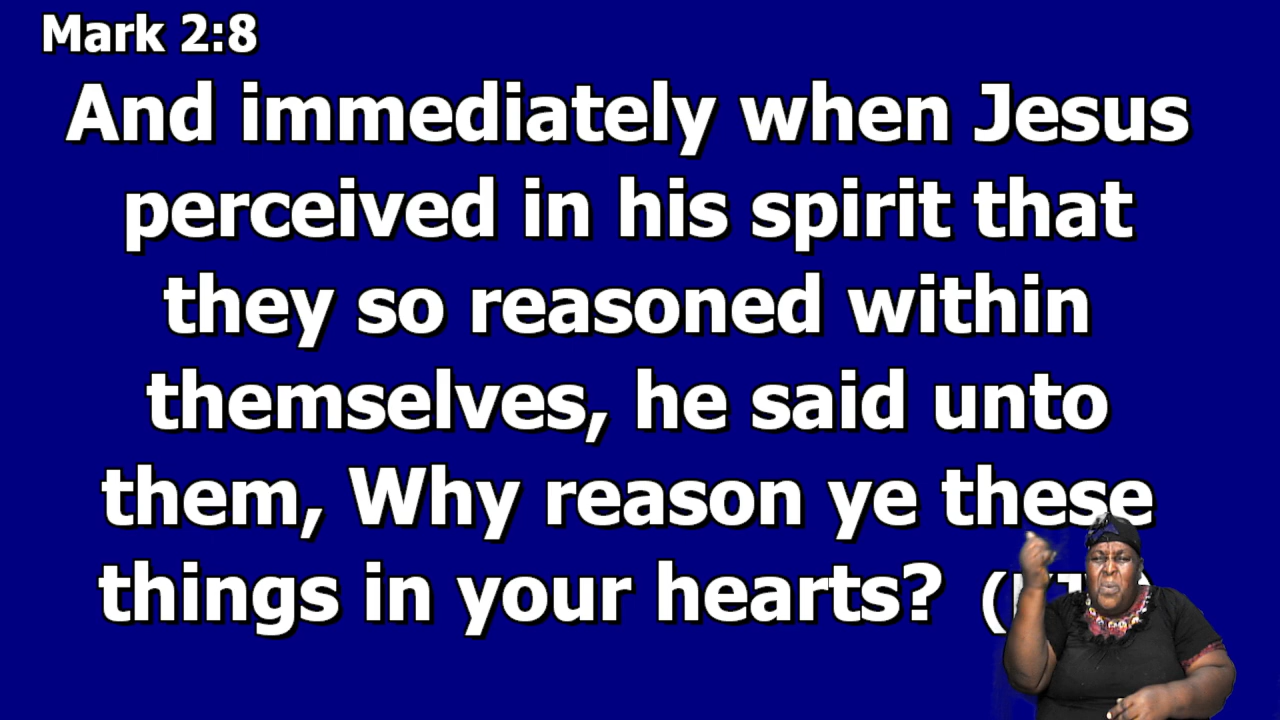 Mark 2:8
And immediately when Jesus
perceived in his spirit that
they so reasoned within
themselves, he said unto
them, Why reason ye these
things in your hearts?